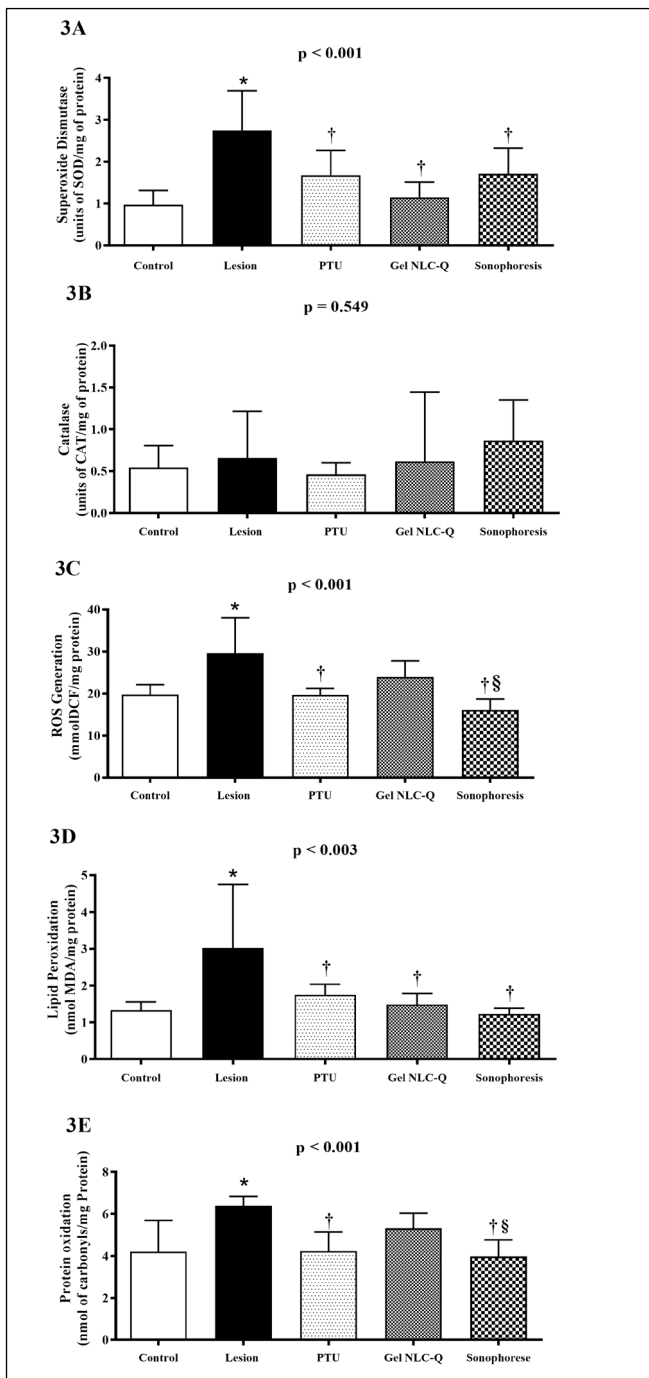 3A
p < 0.001
Superoxide Dismutase
(units of SOD/mg of protein)
4
3
2
1
0
*
†
†
†
Control Lesion PTU Gel NLC-Q Sonophoresis
3B
p = 0.549
Catalase
(units of CAT/mg of protein)
2.0
1.5
1.0
0.5
0.0
Control Lesion PTU Gel NLC-Q Sonophoresis
3C
p < 0.001
ROS Generation
(mmolDCF/mg protein)
40
30
20
10
0
*
†
†§
Control Lesion PTU Gel NLC-Q Sonophoresis
3D
p < 0.003
Lipid Peroxidation
(nmol MDA/mg protein)
5
4
3
2
1
0
*
†
†
†
Control Lesion PTU Gel NLC-Q Sonophoresis
3E
p < 0.001
Protein oxidation
(nmol of carbonyls/mg Protein)
8
6
4
2
0
*
†
†§
Control Lesion PTU Gel NLC-Q Sonophorese